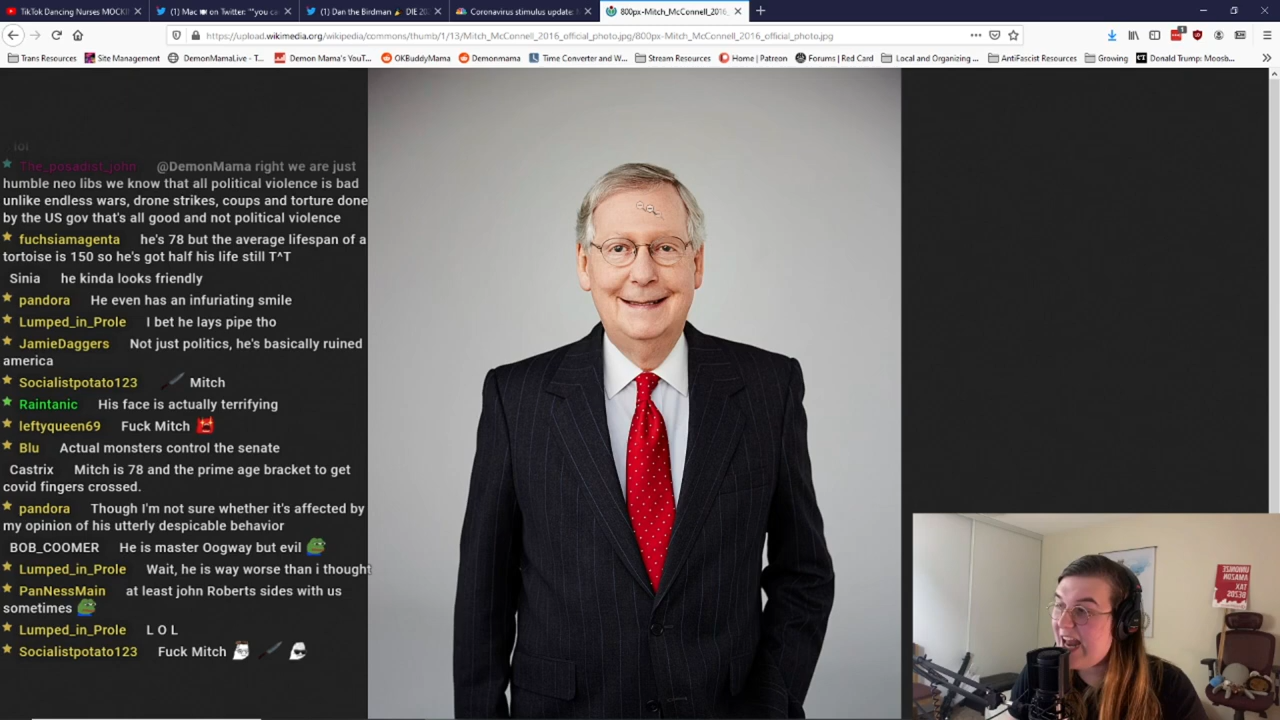 TikTok Dancing Nurses MOCKI
(1) Mac on Twitter: ""you ca
(1) Dan the Birdman DIE 20
Coronavirus stimulus update:
800px-Mitch_McConnell_2016_
https://upload.wikimedia.org/wikipedia/commons/thumb/1/13/Mitch_McConnell_2016_official_photo.jpg/800px-Mitch_McConnell_2016_official_photo.jpg
Trans Resources
Site Management
DemonMamaLive - T...
Demon Mama's YouT...
OKBuddyMama
Demonmama
Time Converter and W...
Stream Resources
Home | Patreon
Forums | Red Card
Local and Organizing ...
AntiFascist Resources
Growing
Donald Trump: Moosb...
lol
The_posadist_john @DemonMama right we are just
humble neo libs we know that all political violence is bad
unlike endless wars, drone strikes, coups and torture done
by the US gov that's all good and not political violence
fuchsiamagenta he's 78 but the average lifespan of a
tortoise is 150 so he's got half his life still T^T
Sinia he kinda looks friendly
pandora He even has an infuriating smile
Lumped_in_Prole I bet he lays pipe tho
JamieDaggers Not just politics, he's basically ruined
america
Socialistpotato123 Mitch
Raintanic His face is actually terrifying
leftyqueen69 Fuck Mitch
Blu Actual monsters control the senate
Castrix Mitch is 78 and the prime age bracket to get
covid fingers crossed.
pandora Though I'm not sure whether it's affected by
my opinion of his utterly despicable behavior
BOB_COOMER He is master Oogway but evil
Lumped_in_Prole Wait, he is way worse than i thought
PanNessMain at least john Roberts sides with us
sometimes
Lumped_in_Prole L O L
Socialistpotato123 Fuck Mitch
UNIONIZE
AMAZON
TAX
BEZOS